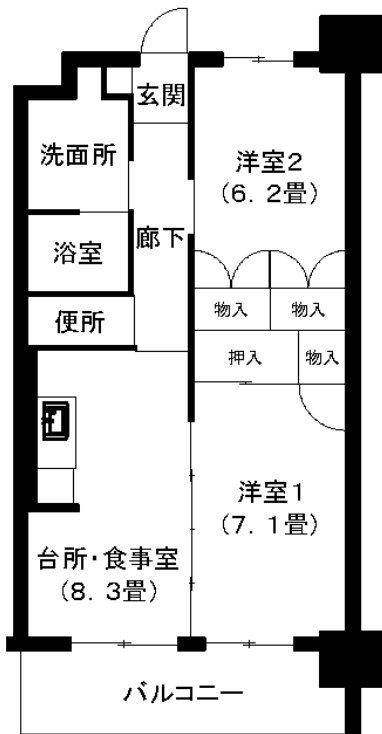 玄関
洗面所
洋室2
(6.2畳)
廊下
浴室
物入
物入
便所
押入
物入
洋室1
(7.1畳)
台所・食事室
(8.3畳)
バルコニー